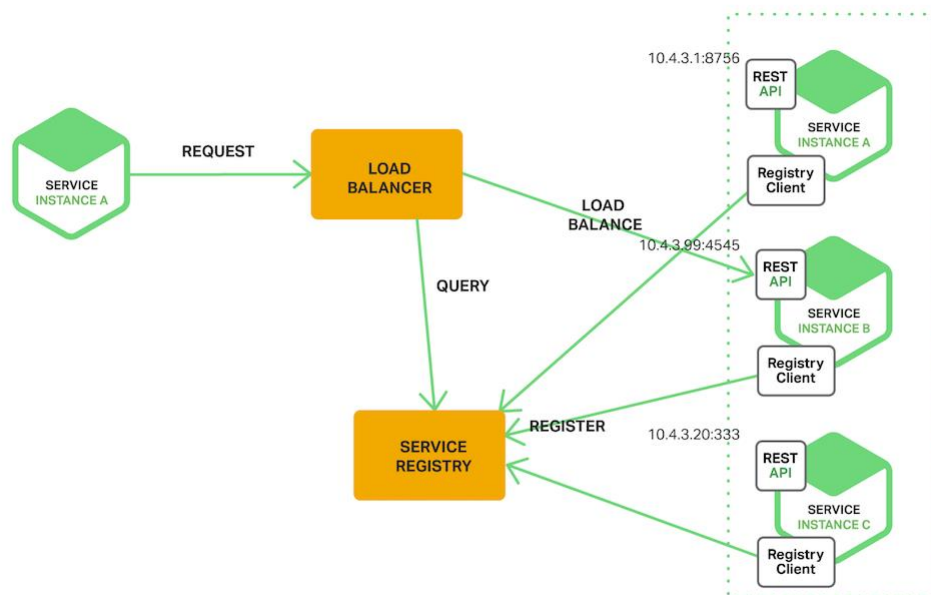 10.4.3.1:8756
REST
API
SERVICE
INSTANCE A
Registry
Client
SERVICE
INSTANCE A
REQUEST
LOAD
BALANCER
LOAD
BALANCE
10.4.3.99:4545
REST
API
SERVICE
INSTANCE B
Registry
Client
QUERY
SERVICE
REGISTRY
REGISTER
10.4.3.20:333
REST
API
SERVICE
INSTANCE C
Registry
Client